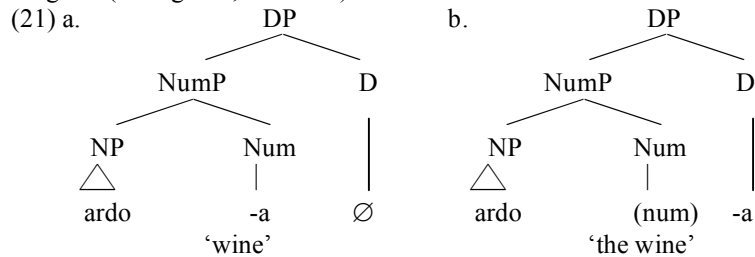 (21) a. DP b. DP
NumP D NumP D
NP Num NP Num
ardo -a ∅ ardo (num) -a
‘wine’ ‘the wine’